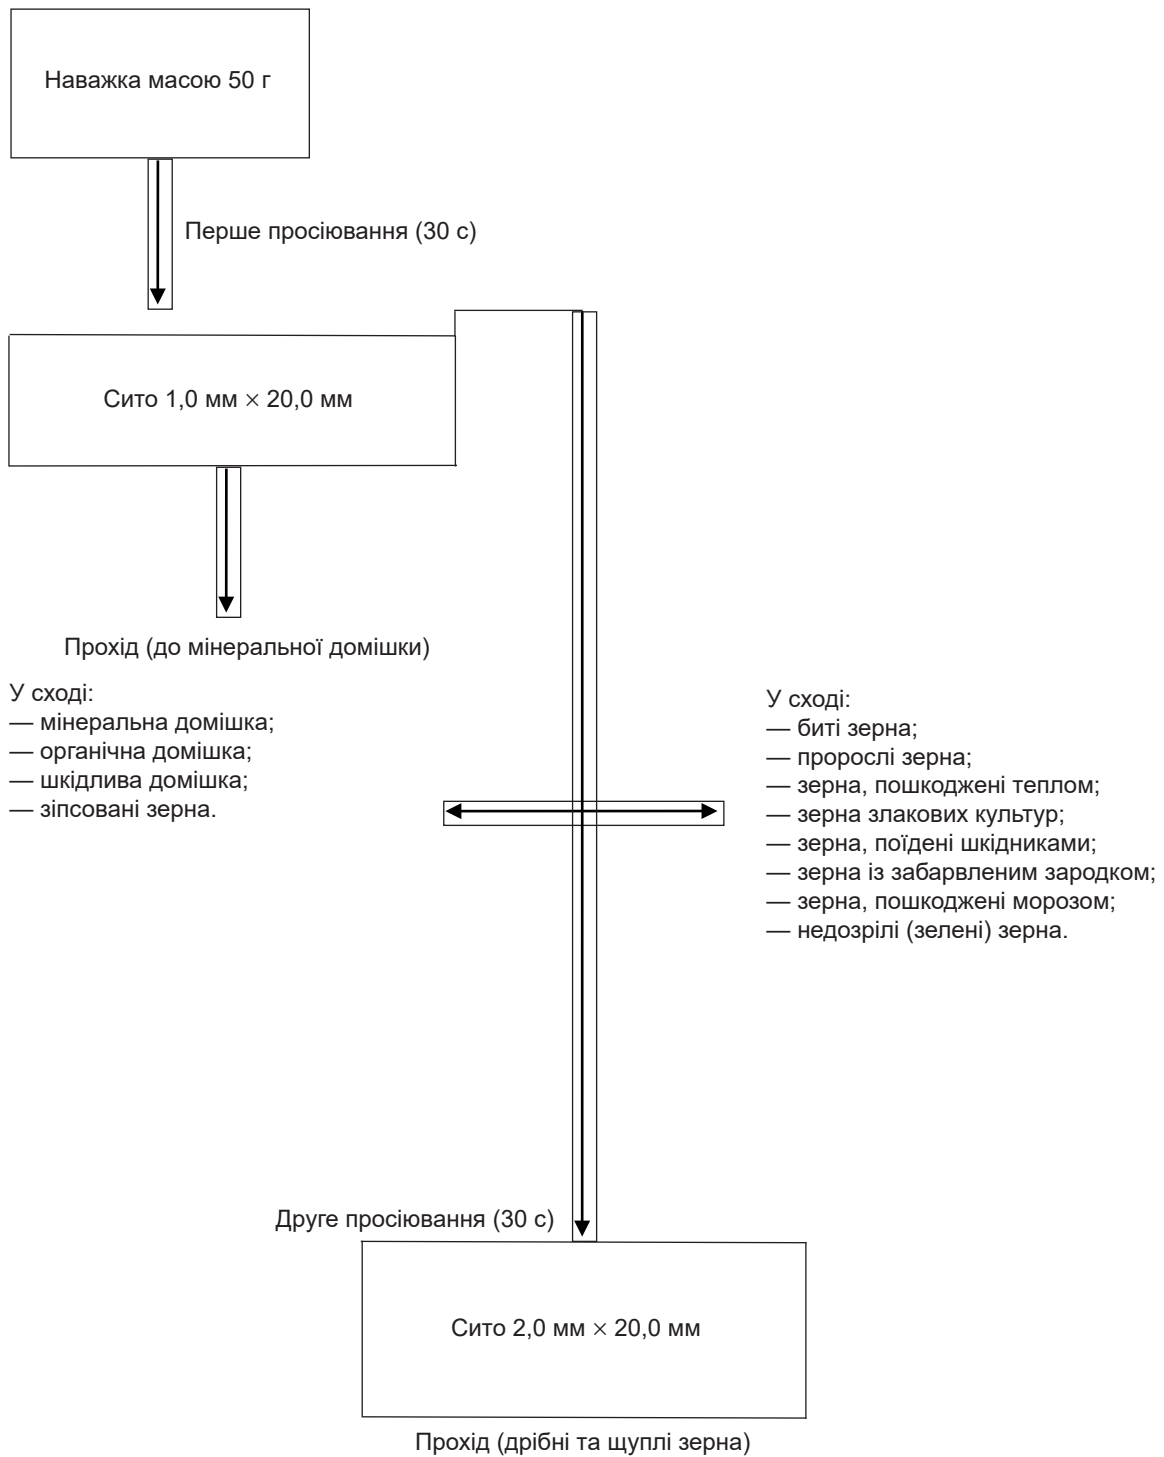 Наважка масою 50 г
Перше просіювання (30 с)
Сито 1,0 мм × 20,0 мм
Прохід (до мінеральної домішки)
У сході:
— мінеральна домішка;
— органічна домішка;
— шкідлива домішка;
— зіпсовані зерна.
У сході:
— биті зерна;
— пророслі зерна;
— зерна, пошкоджені теплом;
— зерна злакових культур;
— зерна, поїдені шкідниками;
— зерна із забарвленим зародком;
— зерна, пошкоджені морозом;
— недозрілі (зелені) зерна.
Друге просіювання (30 с)
Сито 2,0 мм × 20,0 мм
Прохід (дрібні та щуплі зерна)